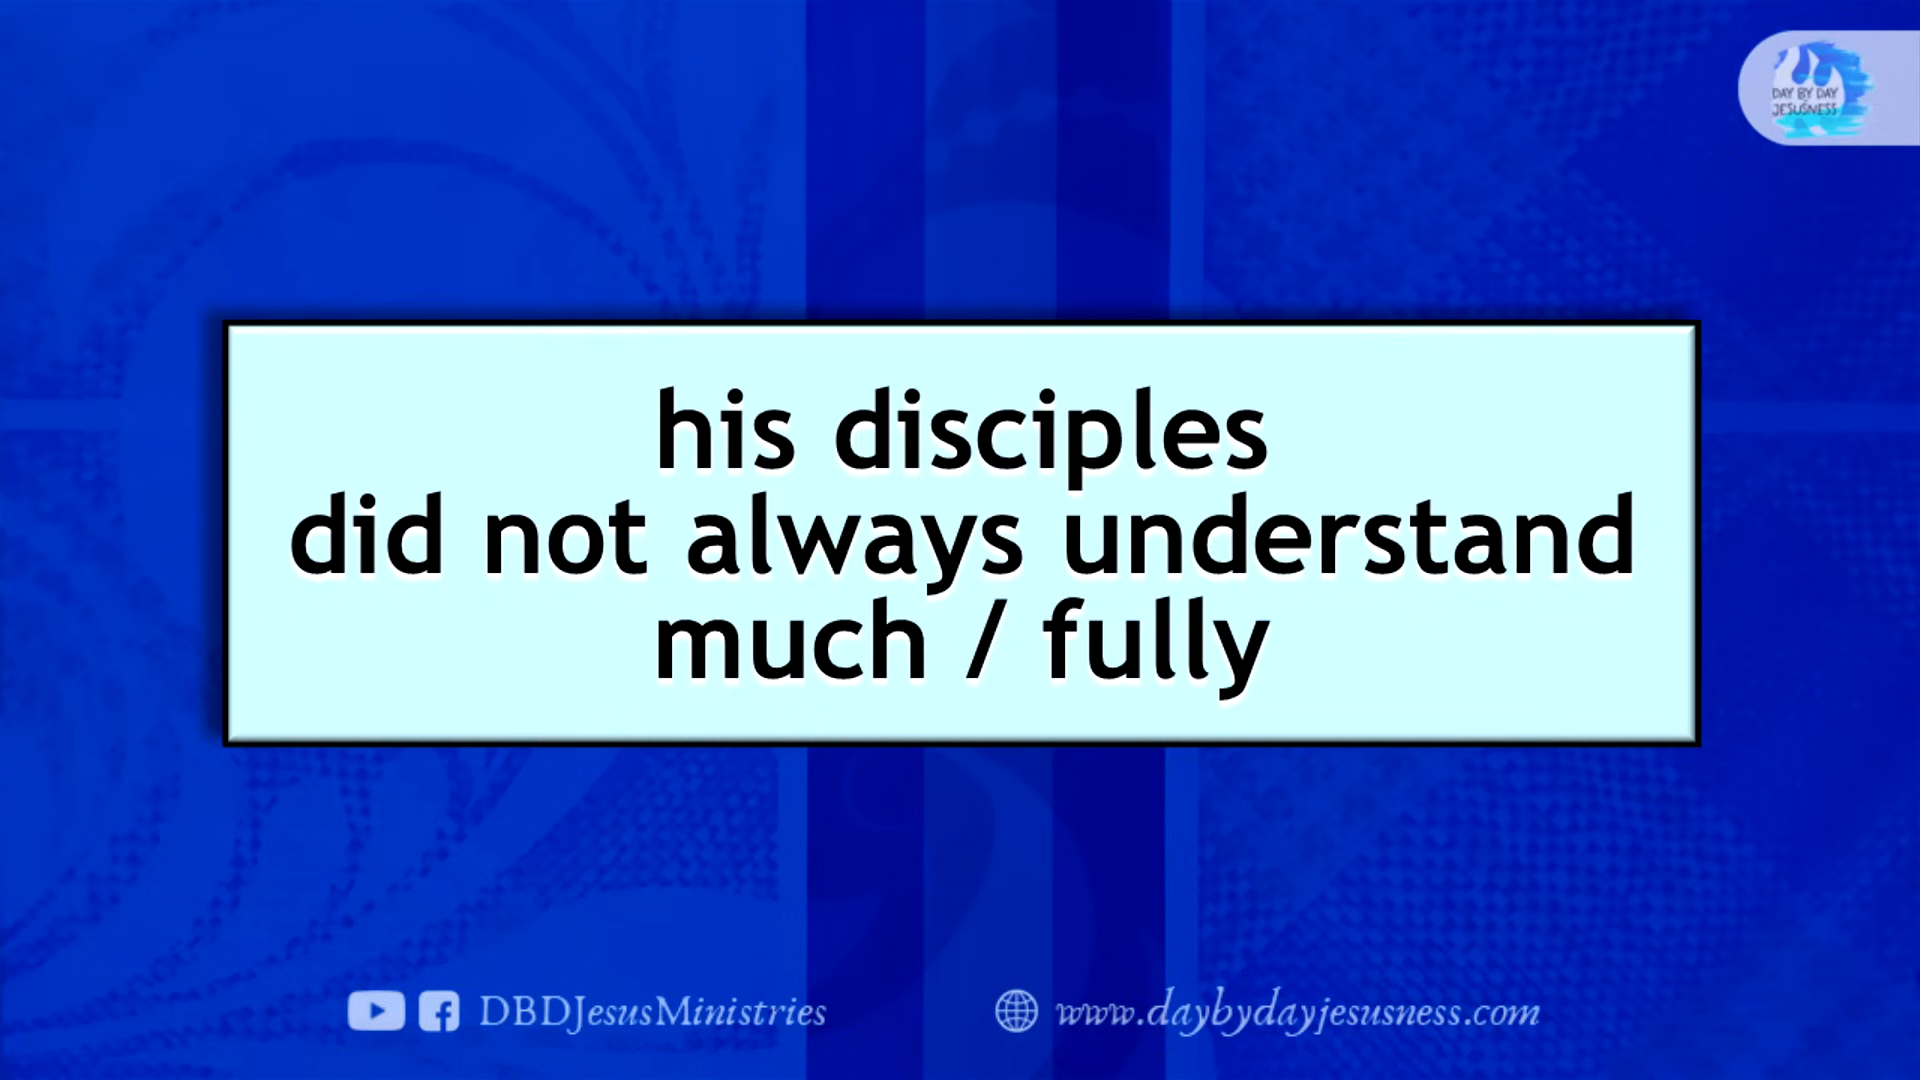 DAY BY DAY
JESUSNESS
his disciples
did not always understand
much / fully
DBDJesusMinistries
www.daybydayjesusness.com